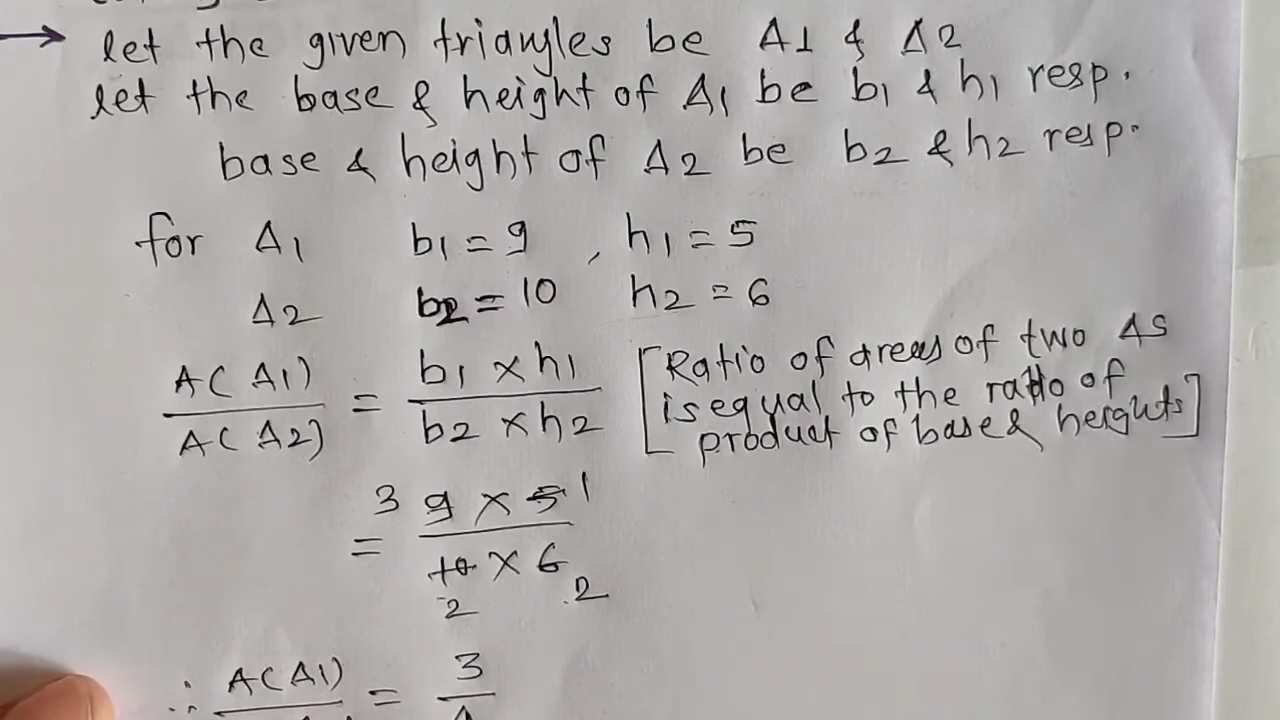 let the given triangles be Δ1 & Δ2
let the base & height of Δ1 be b1 & h1 resp.
base & height of Δ2 be b2 & h2 resp.
for Δ1 b1 = 9 , h1 = 5
Δ2 b2 = 10 h2 = 6
A(Δ1) / A(Δ2) = b1 × h1 / b2 × h2 [Ratio of areas of two Δs
is equal to the ratio of
product of base & heights]
= 3 9 × 5 1 / 10 × 6
2 2
∴ A(Δ1) = 3